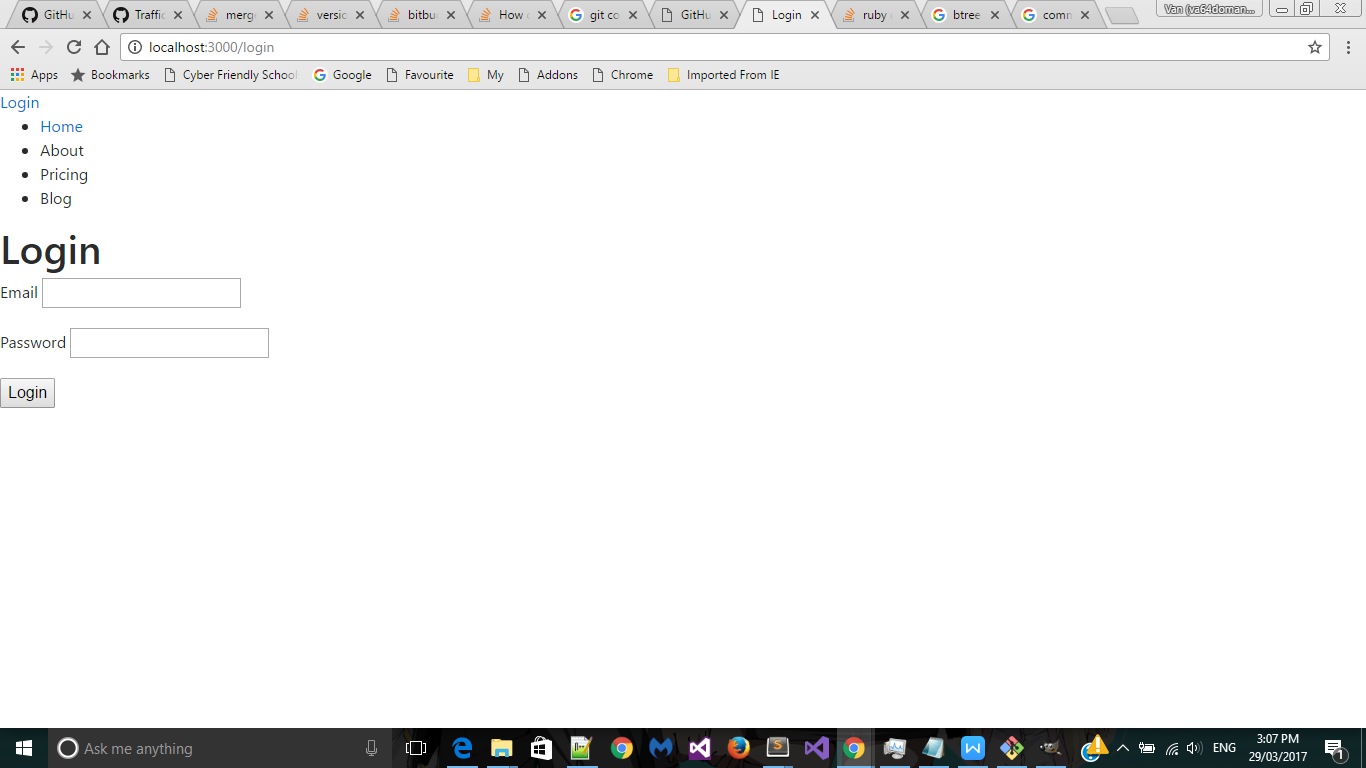 GitHu Traffic merge versio bitbu How git co GitHu Login ruby btree comm Van (va64doman...
localhost:3000/login
Apps Bookmarks Cyber Friendly School Google Favourite My Addons Chrome Imported From IE
Login
Home
About
Pricing
Blog
Login
Email
Password
Login
Ask me anything
ENG
3:07 PM
29/03/2017
1